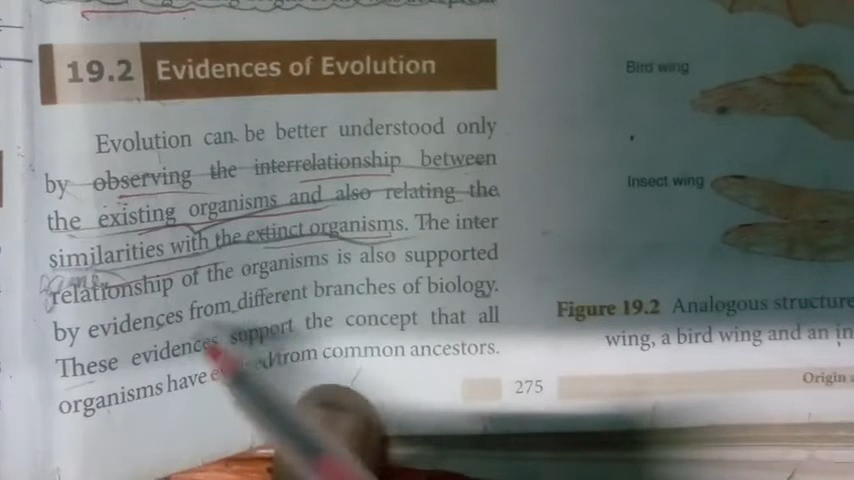 19.2 Evidences of Evolution
Evolution can be better understood only
by observing the interrelationship between
the existing organisms and also relating the
similarities with the extinct organisms. The inter
relationship of the organisms is also supported
by evidences from different branches of biology.
These evidences support the concept that all
organisms have from common ancestors.
275
Bird wing
Insect wing
Figure 19.2 Analogous structure
wing, a bird wing and an in
Origin